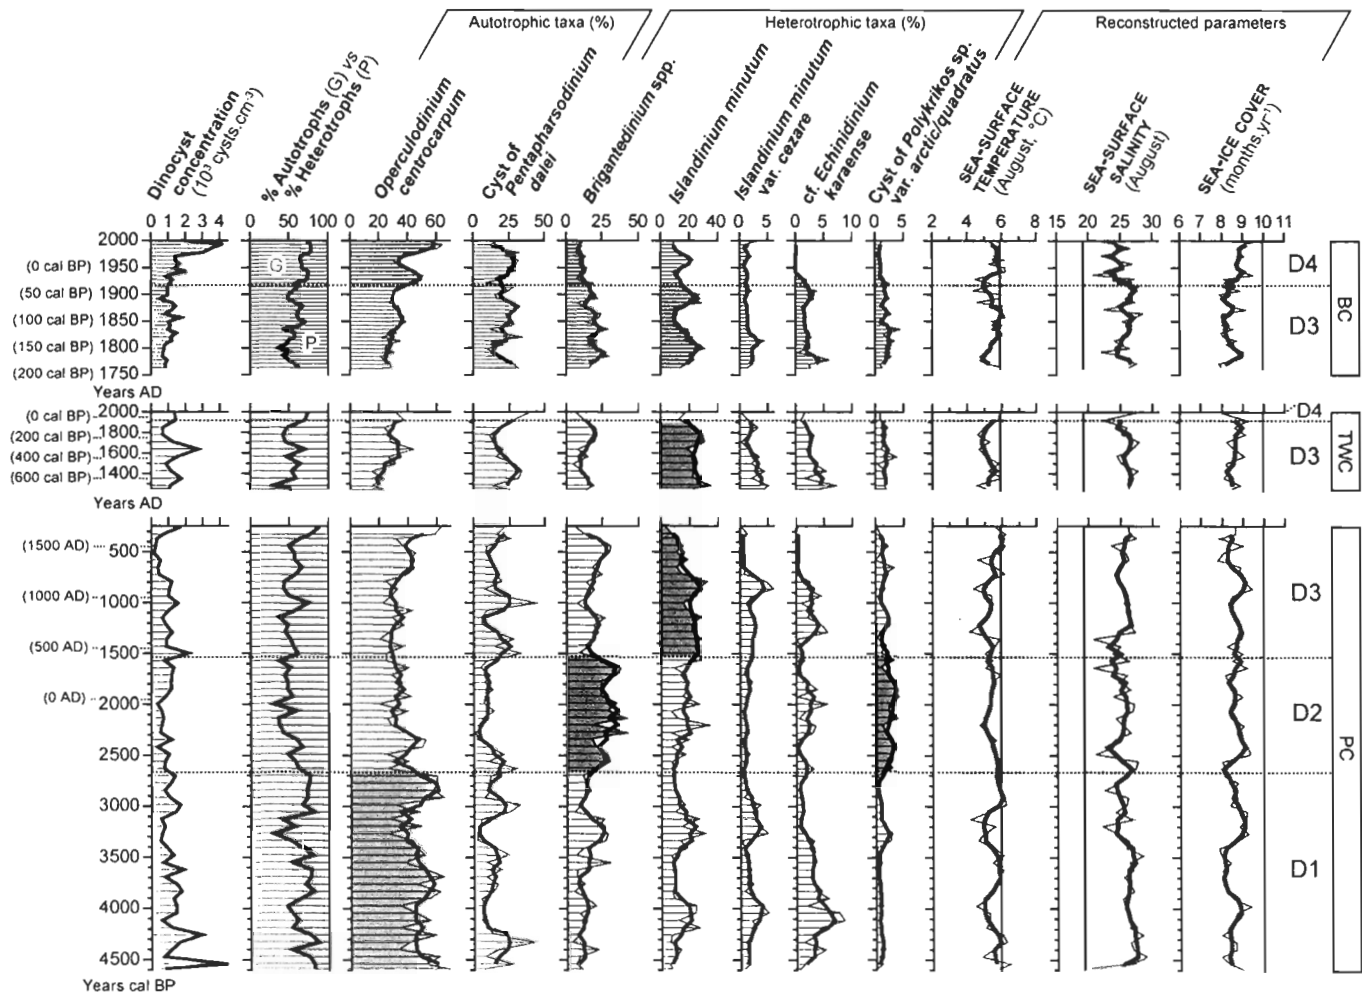 Autotrophic taxa (%)
Heterotrophic taxa (%)
Reconstructed parameters
Dinocyst
concentration
(10³ cysts.cm⁻³)
% Autotrophs (G) vs
% Heterotrophs (P)
Operculodinium
centrocarpum
Cyst of
Pentapharsodinium
dalei
Brigantedinium spp.
Islandinium minutum
Islandinium minutum
var. cezare
cf. Echinidinium
karaense
Cyst of Polykrikos sp.
var. arctic/quadratus
SEA-SURFACE
TEMPERATURE
(August, °C)
SEA-SURFACE
SALINITY
(August)
SEA-ICE COVER
(months.yr⁻¹)
0 1 2 3 4
0 50 100
0 20 40 60
0 25 50
0 25 50
0 20 40
0 5
0 5 10
0 5
2 4 6 8
15 20 25 30
6 7 8 9 10 11
2000
(0 cal BP) 1950
(50 cal BP) 1900
(100 cal BP) 1850
(150 cal BP) 1800
(200 cal BP) 1750
Years AD
G
P
D4
D3
BC
(0 cal BP) 2000
(200 cal BP) 1800
(400 cal BP) 1600
(600 cal BP) 1400
Years AD
D4
D3
TWC
(1500 AD) 500
(1000 AD) 1000
(500 AD) 1500
(0 AD) 2000
2500
3000
3500
4000
4500
Years cal BP
D3
D2
D1
PC